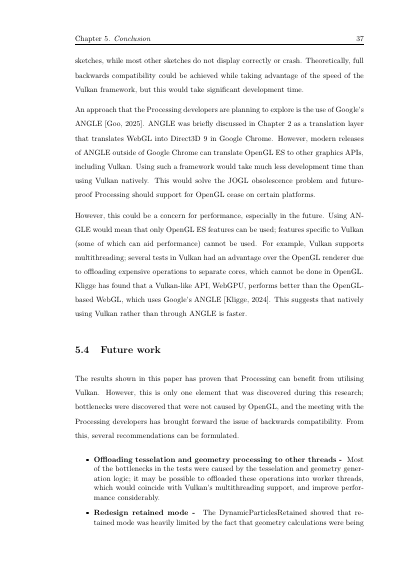 Chapter 5. Conclusion 37
sketches, while most other sketches do not display correctly or crash. Theoretically, full
backwards compatibility could be achieved while taking advantage of the speed of the
Vulkan framework, but this would take significant development time.
An approach that the Processing developers are planning to explore is the use of Google's
ANGLE [Goo, 2025]. ANGLE was briefly discussed in Chapter 2 as a translation layer
that translates WebGL into Direct3D 9 in Google Chrome. However, modern releases
of ANGLE outside of Google Chrome can translate OpenGL ES to other graphics APIs,
including Vulkan. Using such a framework would take much less development time than
using Vulkan natively. This would solve the JOGL obsolescence problem and future-
proof Processing should support for OpenGL cease on certain platforms.
However, this could be a concern for performance, especially in the future. Using AN-
GLE would mean that only OpenGL ES features can be used; features specific to Vulkan
(some of which can aid performance) cannot be used. For example, Vulkan supports
multithreading; several tests in Vulkan had an advantage over the OpenGL renderer due
to offloading expensive operations to separate cores, which cannot be done in OpenGL.
Kligge has found that a Vulkan-like API, WebGPU, performs better than the OpenGL-
based WebGL, which uses Google's ANGLE [Kligge, 2024]. This suggests that natively
using Vulkan rather than through ANGLE is faster.
5.4 Future work
The results shown in this paper has proven that Processing can benefit from utilising
Vulkan. However, this is only one element that was discovered during this research;
bottlenecks were discovered that were not caused by OpenGL, and the meeting with the
Processing developers has brought forward the issue of backwards compatibility. From
this, several recommendations can be formulated.
• Offloading tesselation and geometry processing to other threads - Most
of the bottlenecks in the tests were caused by the tesselation and geometry gener-
ation logic; it may be possible to offloaded these operations into worker threads,
which would coincide with Vulkan's multithreading support, and improve perfor-
mance considerably.
• Redesign retained mode - The DynamicParticlesRetained showed that re-
tained mode was heavily limited by the fact that geometry calculations were being